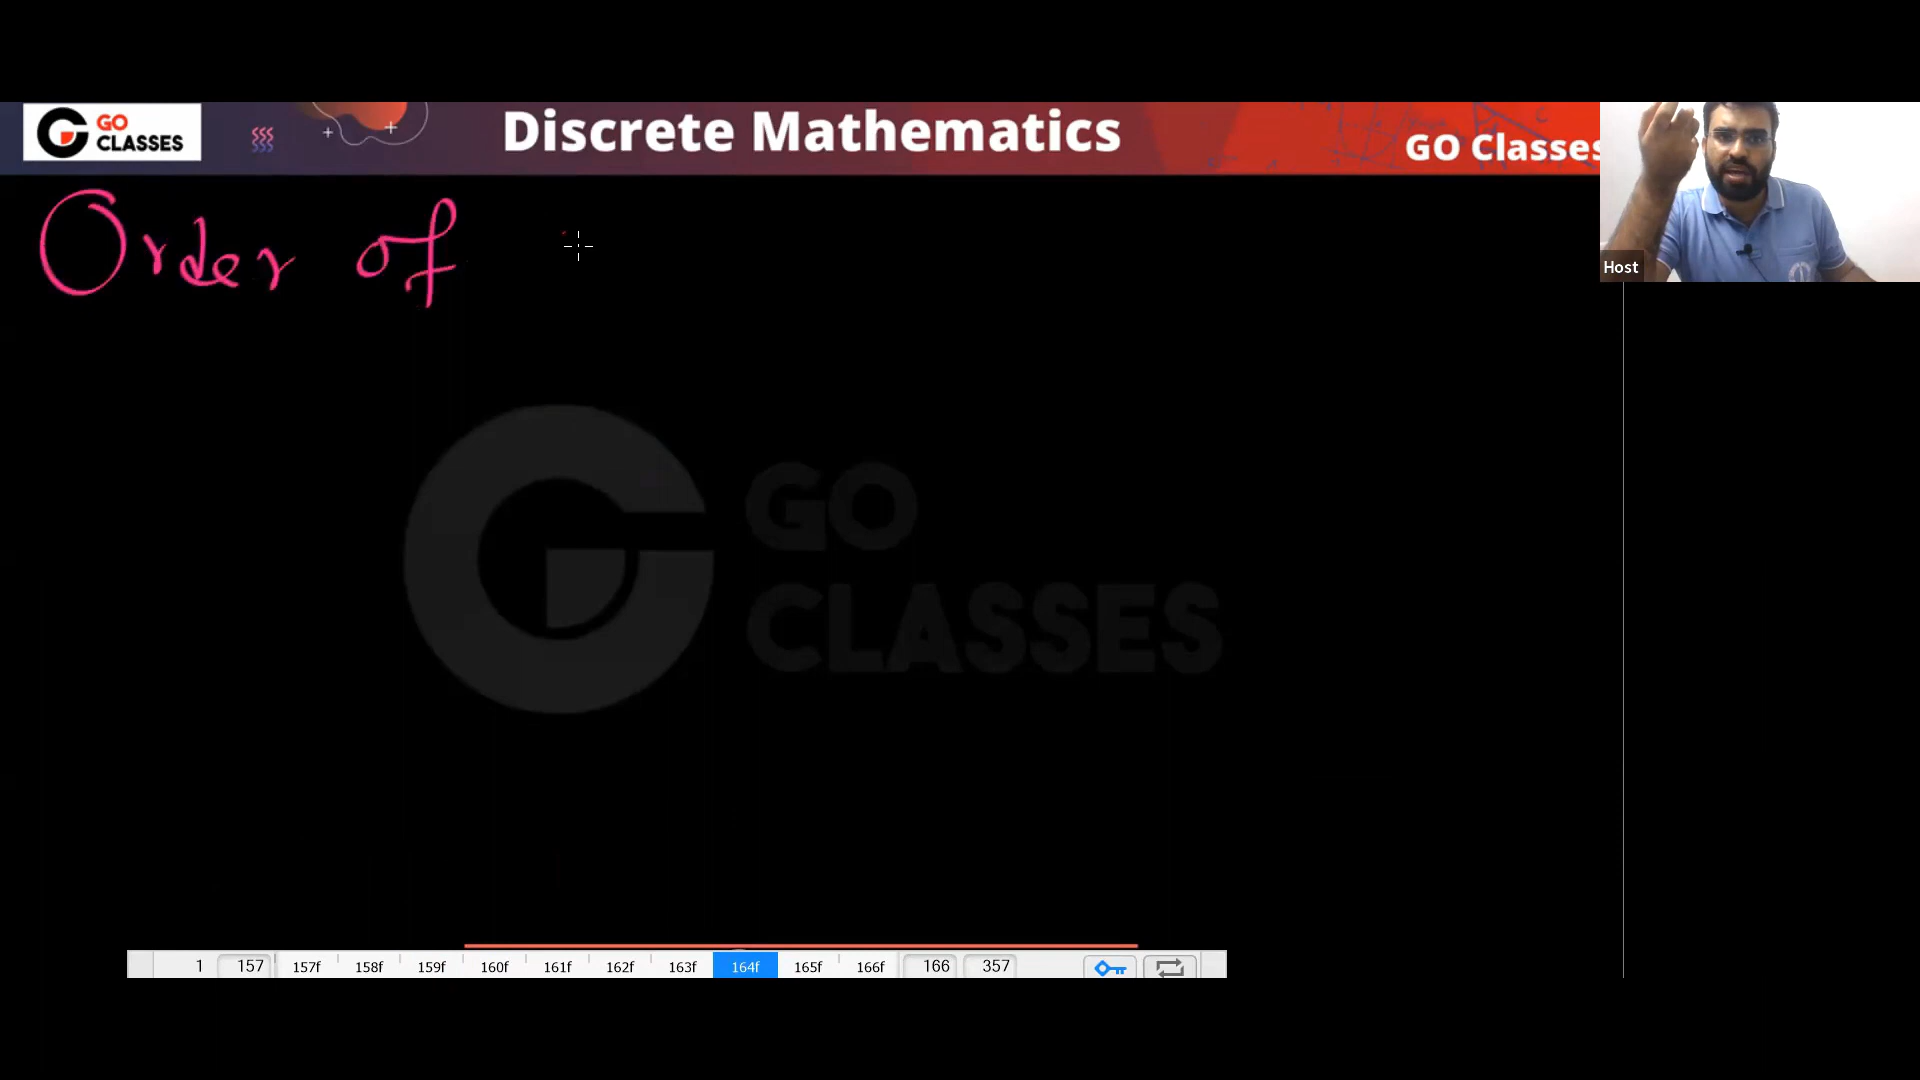 GO
CLASSES
Discrete Mathematics
GO Classes
Host
Order of
GO
CLASSES
1 157 157f 158f 159f 160f 161f 162f 163f 164f 165f 166f 166 357